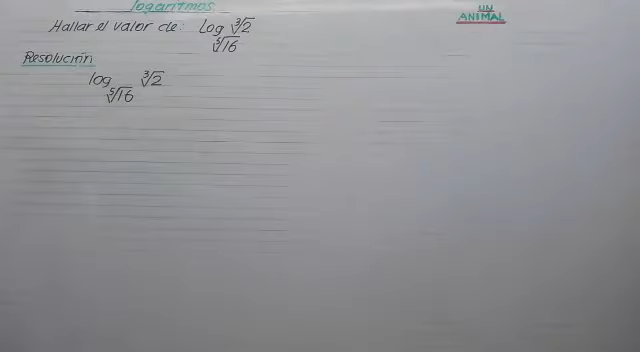 logaritmos
UN
ANIMAL
Hallar el valor de: log ∛2
⁵√16
Resolución
log ∛2
⁵√16